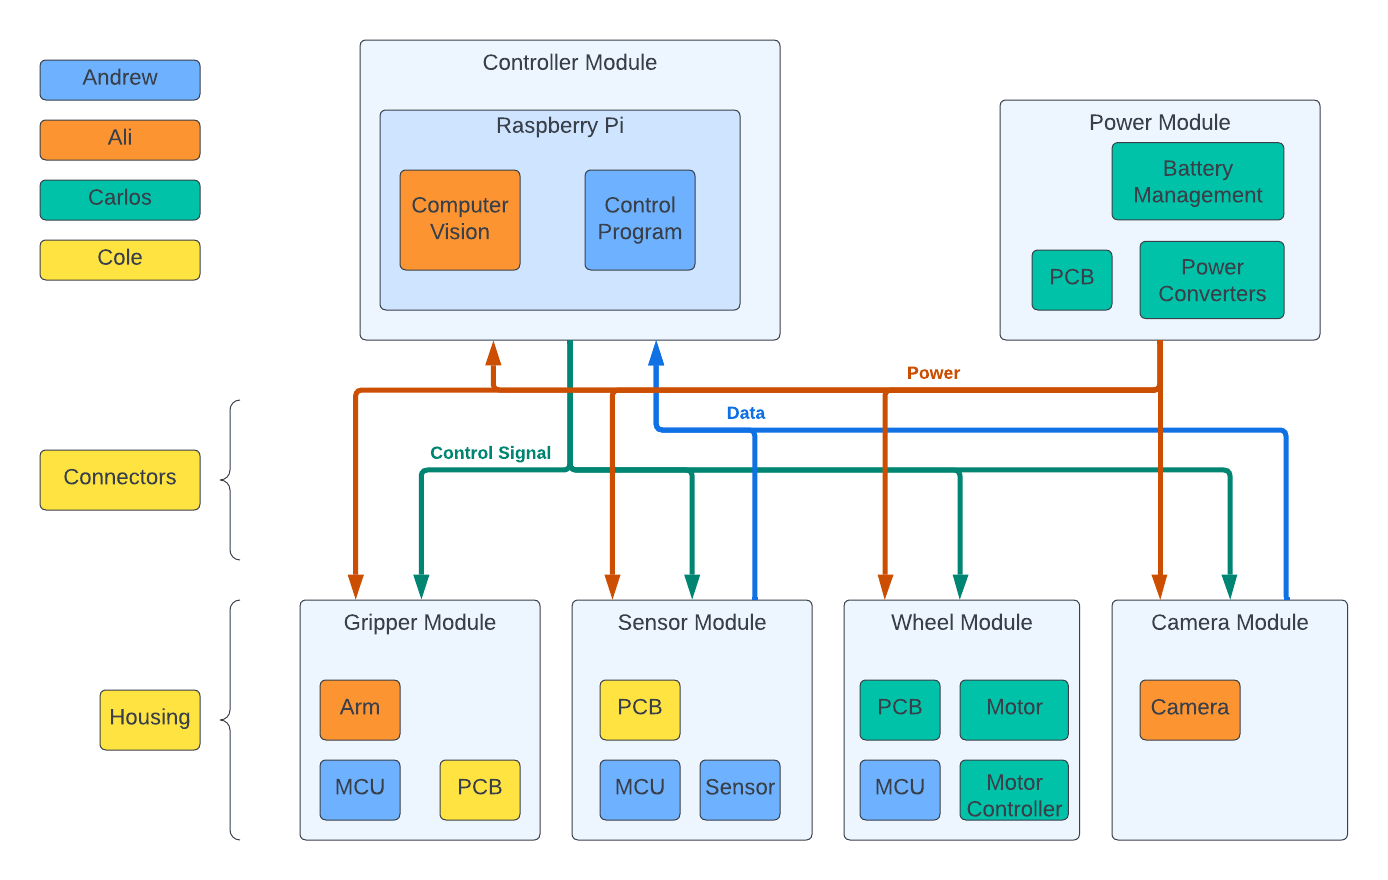 Andrew
Ali
Carlos
Cole
Controller Module
Raspberry Pi
Computer
Vision
Control
Program
Power Module
Battery
Management
PCB
Power
Converters
Power
Data
Control Signal
Connectors
Housing
Gripper Module
Arm
MCU
PCB
Sensor Module
PCB
MCU
Sensor
Wheel Module
PCB
Motor
MCU
Motor
Controller
Camera Module
Camera